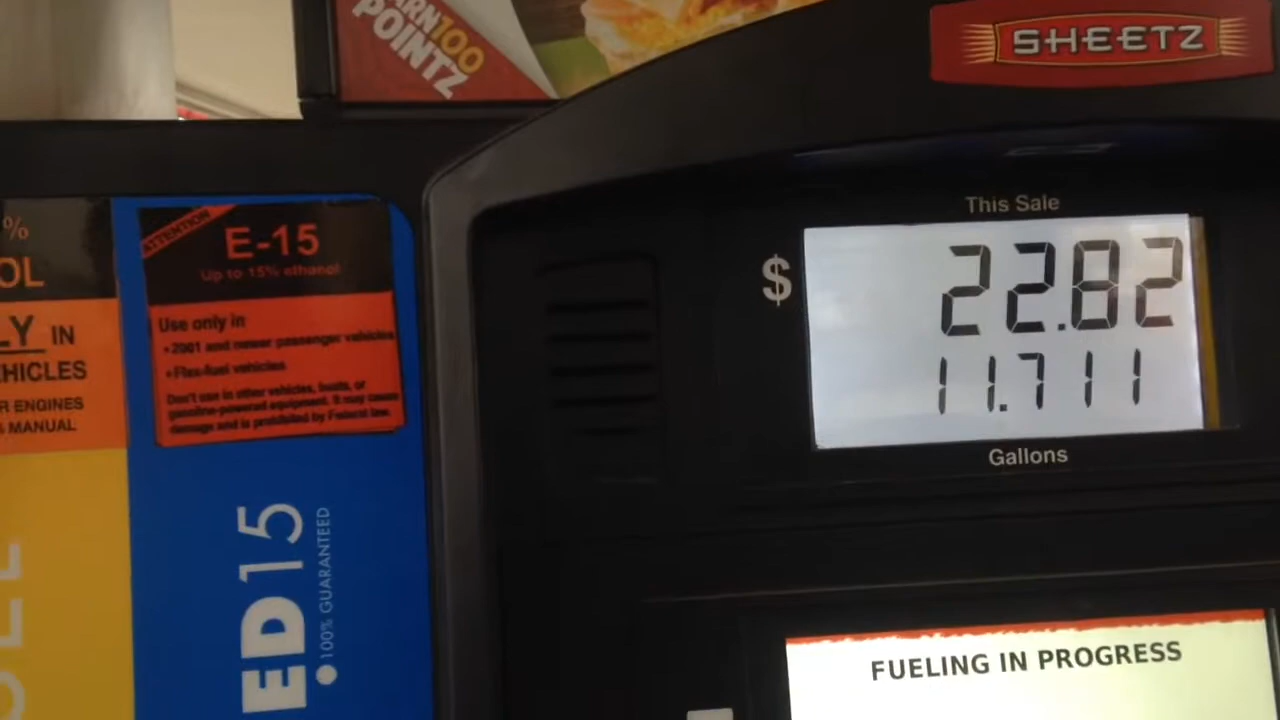 ARN100
POINTZ
SHEETZ
%
OL
LY IN
EHICLES
R ENGINES
MANUAL
ATTENTION
E-15
Up to 15% ethanol
Use only in
•2001 and newer passenger vehicles
•Flex-fuel vehicles
Don't use in other vehicles, boats, or
gasoline-powered equipment. It may cause
damage and is prohibited by Federal law.
ED15
100% GUARANTEED
This Sale
$ 22.82
11.711
Gallons
FUELING IN PROGRESS